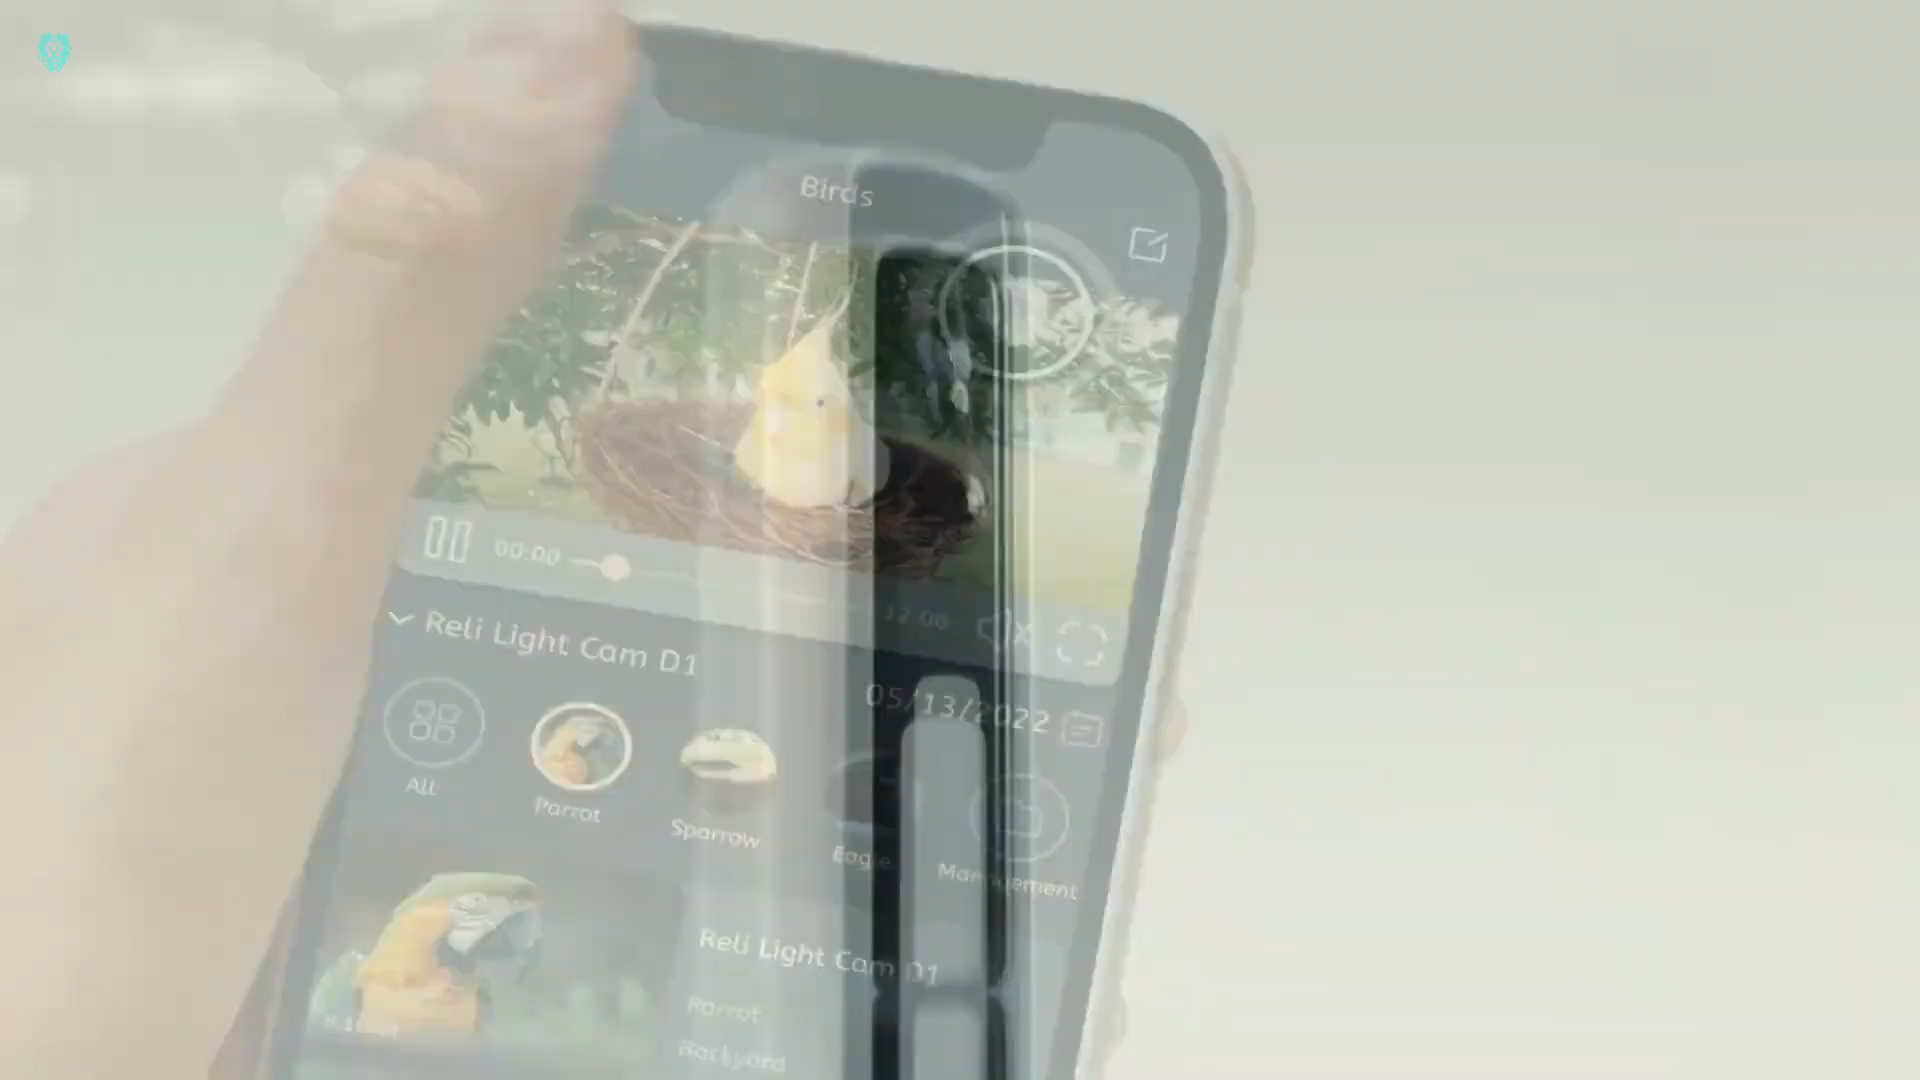 Birds
00:00
12:00
Reli Light Cam D1
05/13/2022
All
Parrot
Sparrow
Eagle
Management
Reli Light Cam D1
Parrot
Backyard